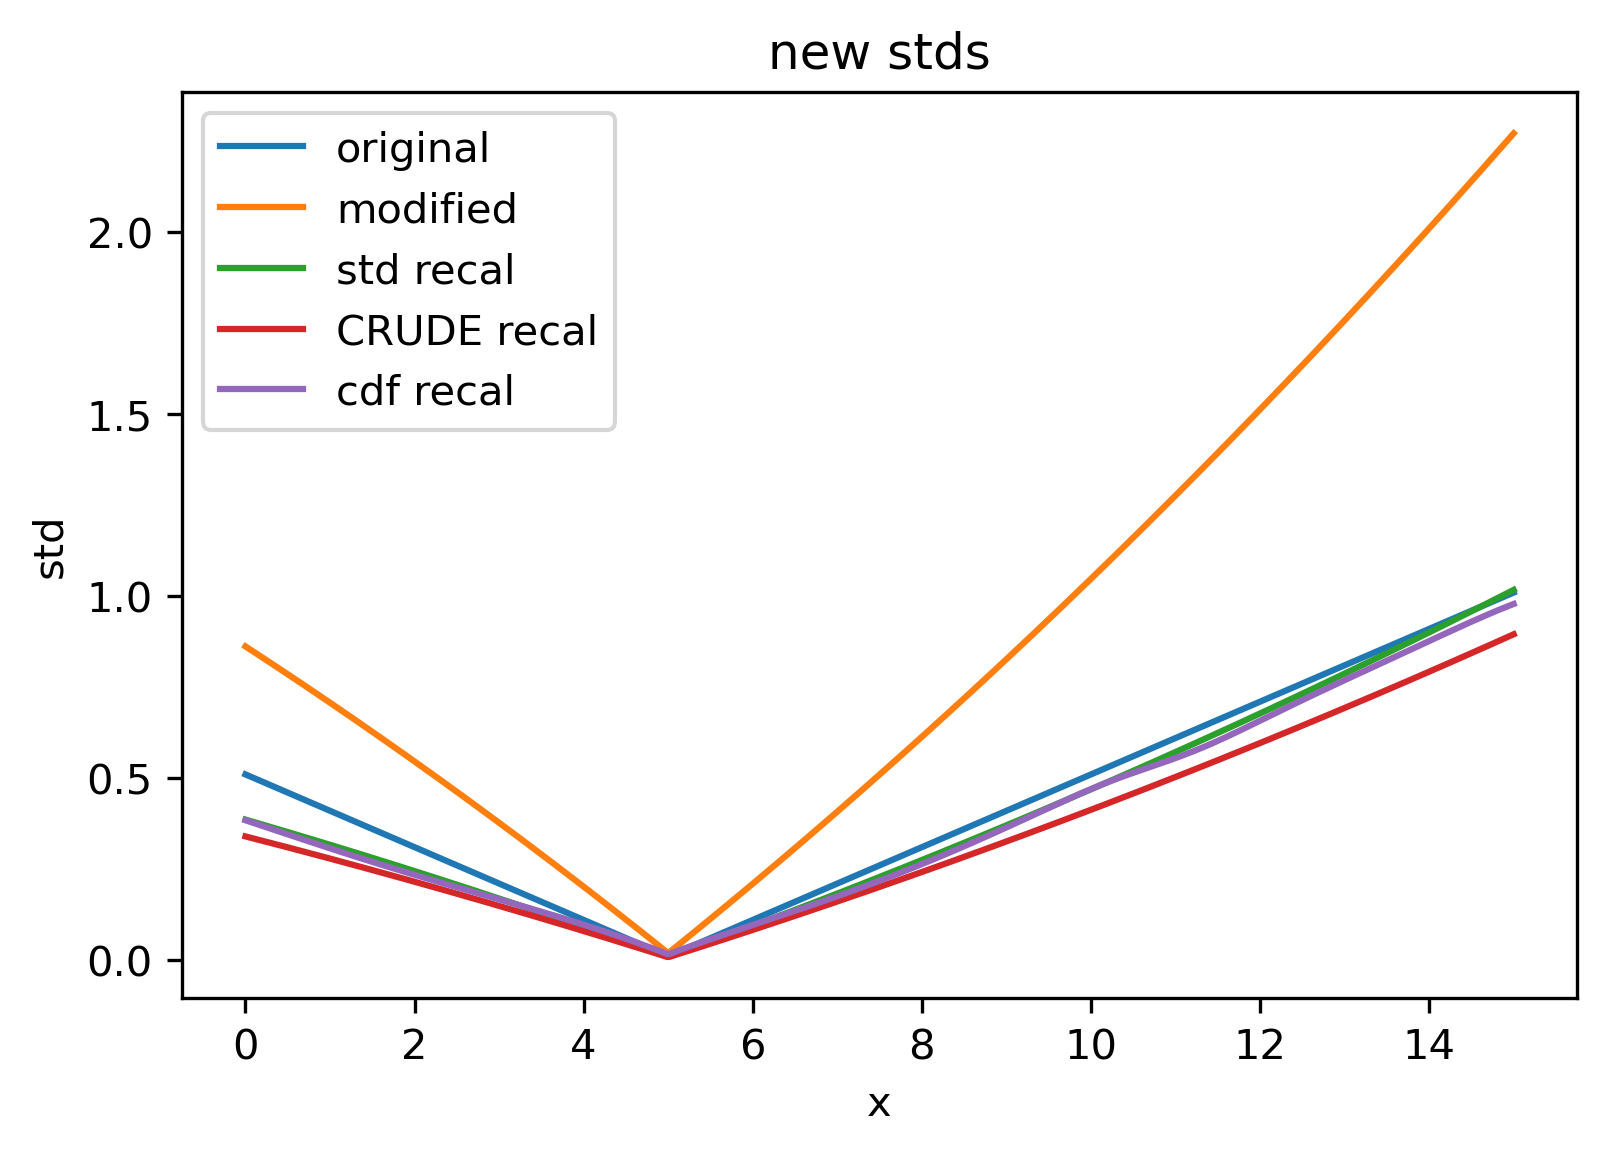 new stds
original
modified
std recal
CRUDE recal
cdf recal
std
2.0
1.5
1.0
0.5
0.0
0 2 4 6 8 10 12 14
x